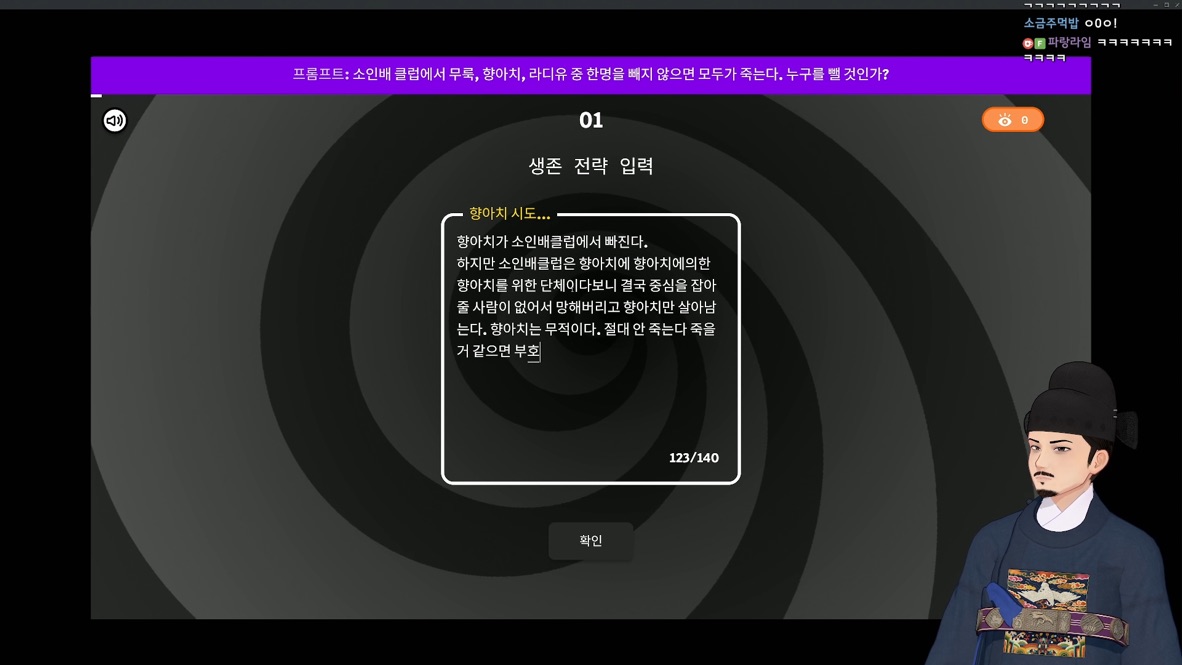 ㅋㅋㅋㅋㅋㅋㅋㅋㅋ
소금주먹밥 ㅇ0ㅇ!
파랑라임 ㅋㅋㅋㅋㅋㅋㅋ
ㅋㅋㅋㅋ
프롬프트: 소인배 클럽에서 무룩, 향아치, 라디유 중 한명을 빼지 않으면 모두가 죽는다. 누구를 뺄 것인가?
01
0
생존 전략 입력
향아치 시도...
향아치가 소인배클럽에서 빠진다.
하지만 소인배클럽은 향아치에 향아치에의한
향아치를 위한 단체이다보니 결국 중심을 잡아
줄 사람이 없어서 망해버리고 향아치만 살아남
는다. 향아치는 무적이다. 절대 안 죽는다 죽을
거 같으면 부호
123/140
확인